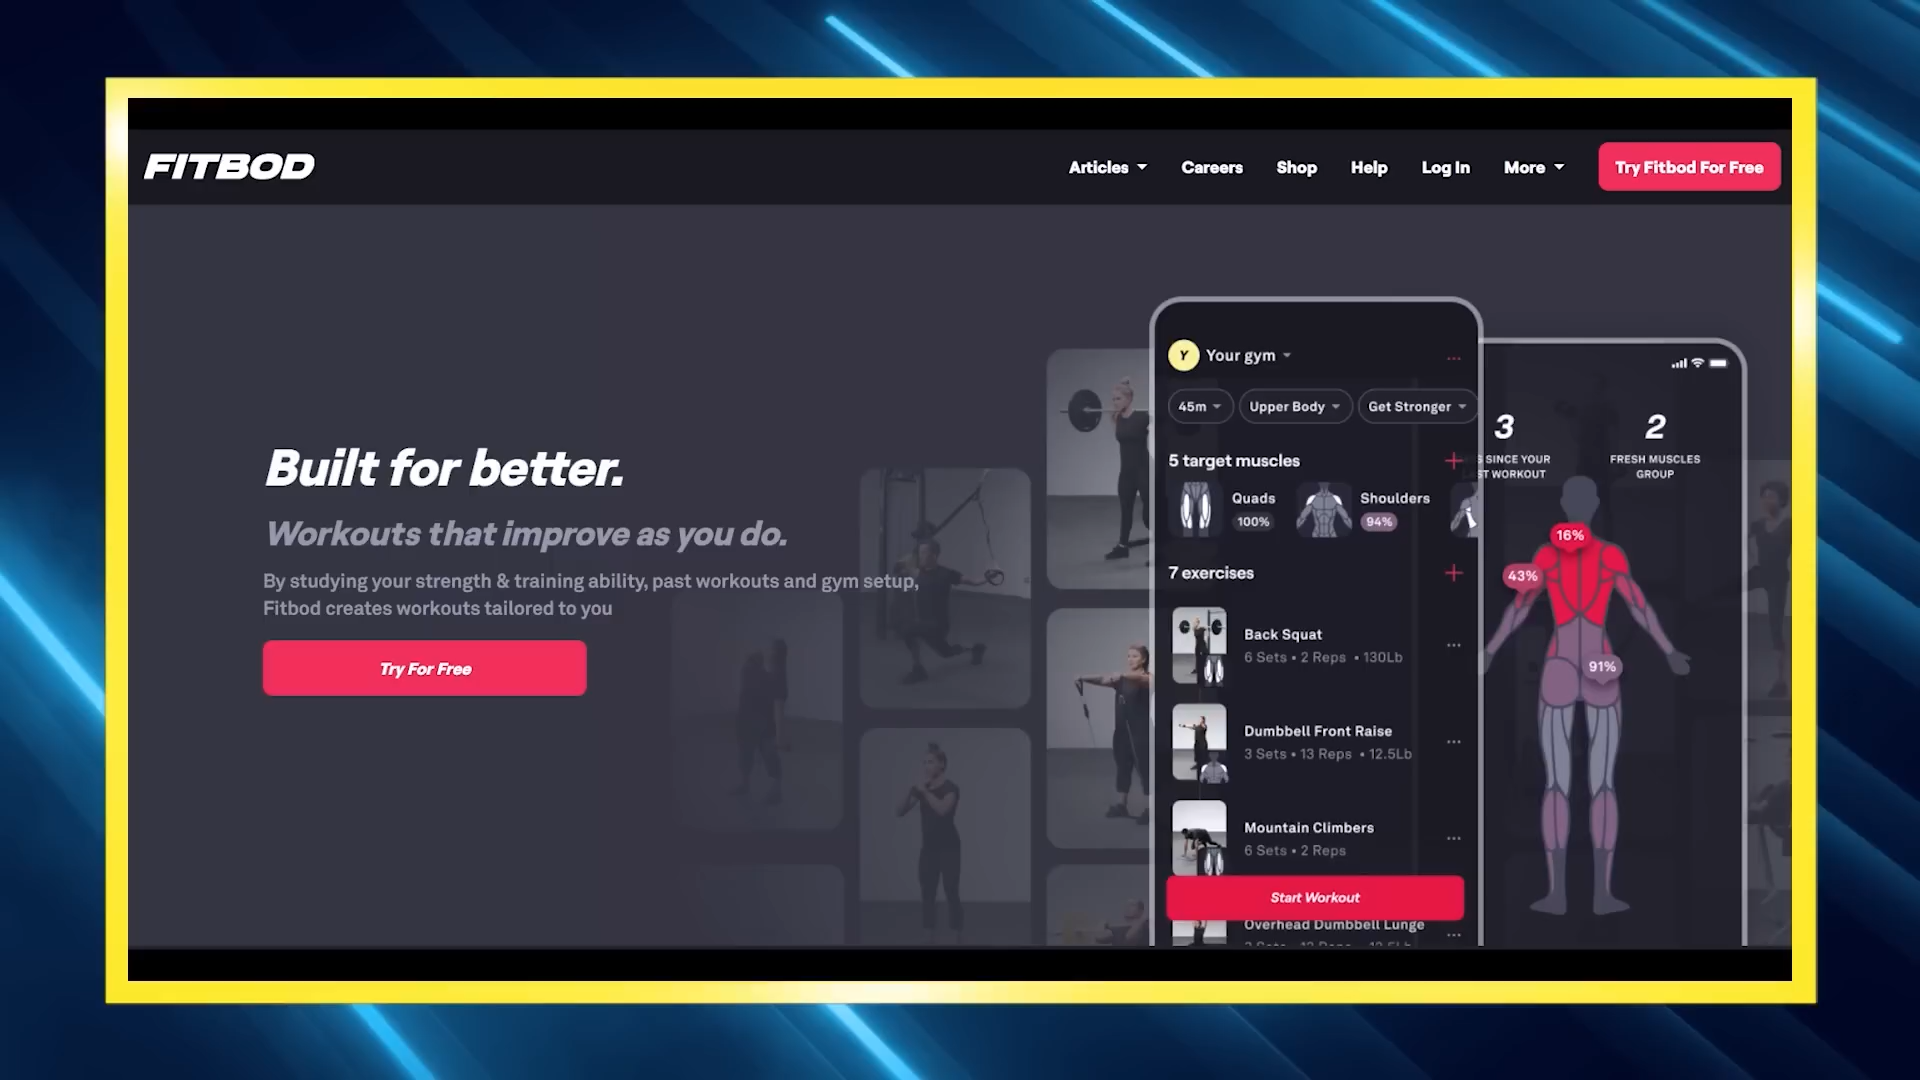 FITBOD
Articles
Careers
Shop
Help
Log In
More
Try Fitbod For Free
Built for better.
Workouts that improve as you do.
By studying your strength & training ability, past workouts and gym setup,
Fitbod creates workouts tailored to you
Try For Free
Y
Your gym
45m
Upper Body
Get Stronger
5 target muscles
Quads
100%
Shoulders
94%
7 exercises
Back Squat
6 Sets • 2 Reps • 130Lb
Dumbbell Front Raise
3 Sets • 13 Reps • 12.5Lb
Mountain Climbers
6 Sets • 2 Reps
Start Workout
Overhead Dumbbell Lunge
3
SINCE YOUR
WORKOUT
2
FRESH MUSCLES
GROUP
16%
43%
91%